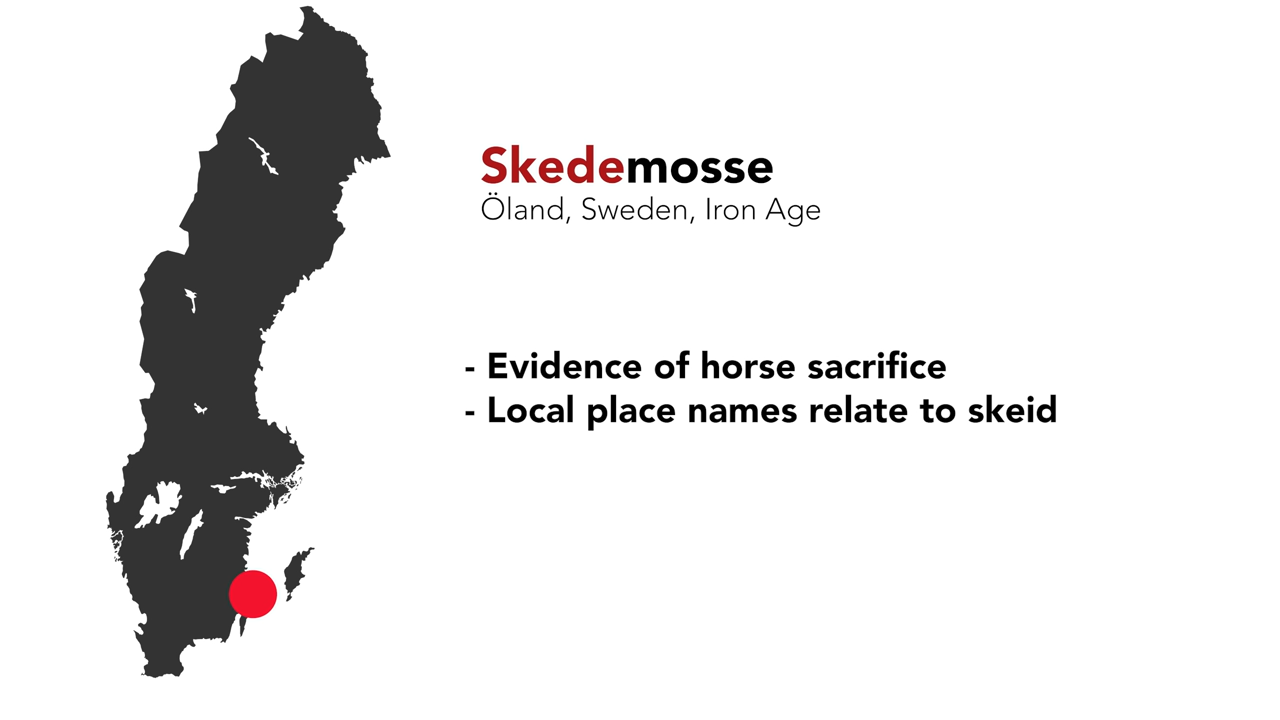 Skedemosse
Öland, Sweden, Iron Age
- Evidence of horse sacrifice
- Local place names relate to skeid